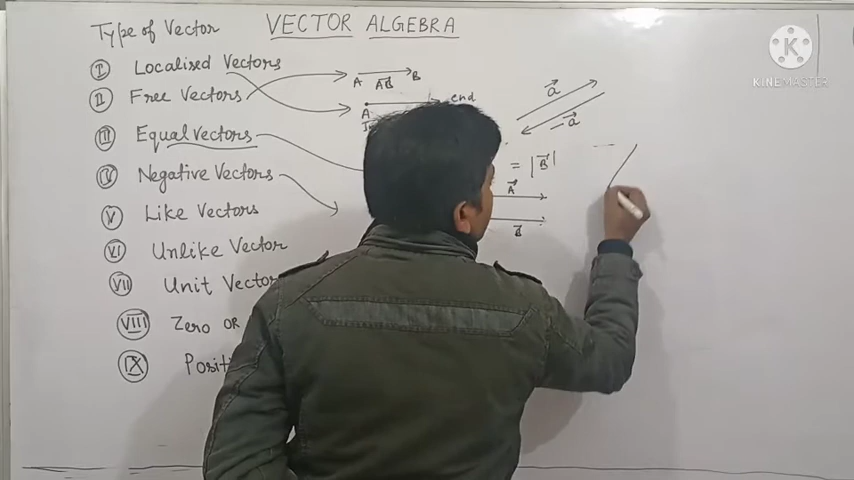 Type of Vector
VECTOR ALGEBRA
I Localised Vectors
II Free Vectors
III Equal Vectors
IV Negative Vectors
V Like Vectors
VI Unlike Vector
VII Unit Vector
VIII Zero OR
IX
A B
AB
A end
a
-a
= |B|
A
K
KINEMASTER